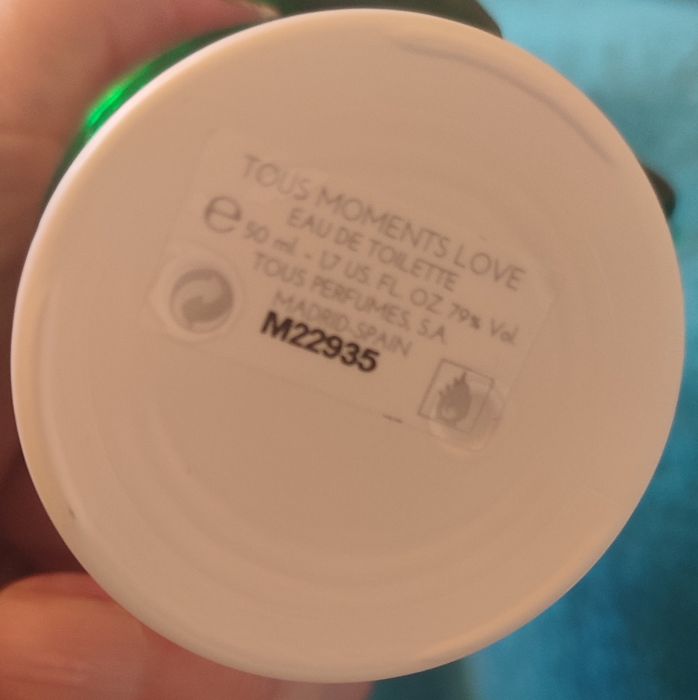 TOUS MOMENTS LOVE
EAU DE TOILETTE
e 50 ml - 1.7 US. FL. OZ 79% Vol.
TOUS PERFUMES, S.A
MADRID-SPAIN
M22935